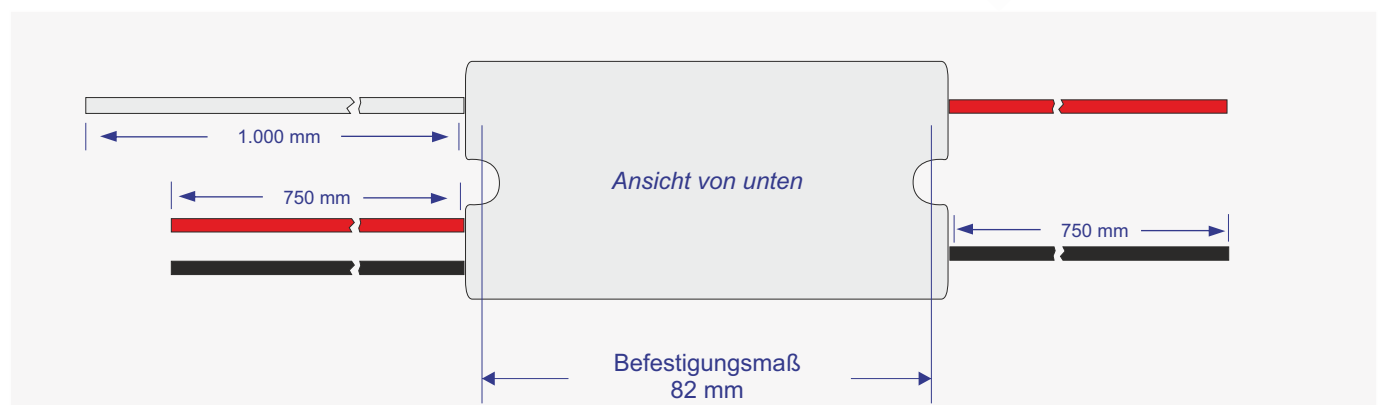 1.000 mm
750 mm
Ansicht von unten
750 mm
Befestigungsmaß
82 mm